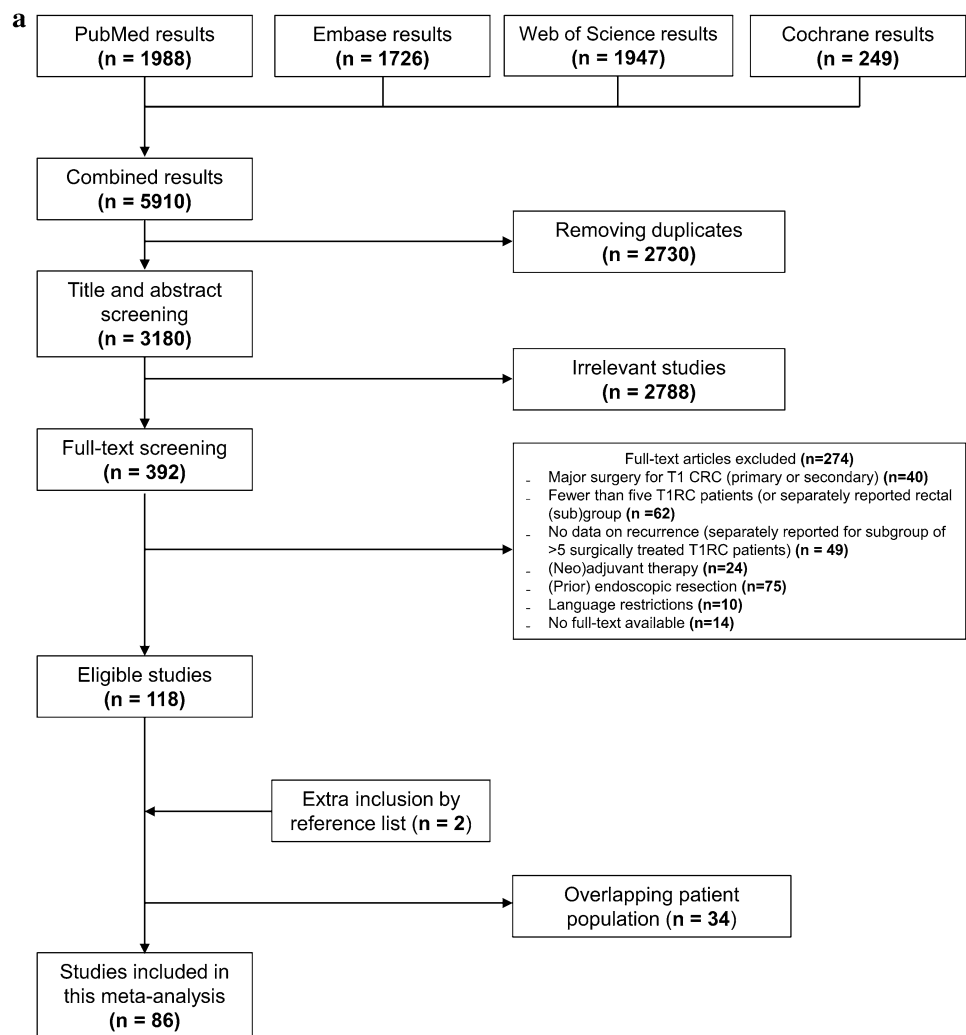 a
PubMed results
(n = 1988)
Embase results
(n = 1726)
Web of Science results
(n = 1947)
Cochrane results
(n = 249)
Combined results
(n = 5910)
Removing duplicates
(n = 2730)
Title and abstract
screening
(n = 3180)
Irrelevant studies
(n = 2788)
Full-text screening
(n = 392)
Full-text articles excluded (n=274)
- Major surgery for T1 CRC (primary or secondary) (n=40)
- Fewer than five T1RC patients (or separately reported rectal
(sub)group (n =62)
- No data on recurrence (separately reported for subgroup of
>5 surgically treated T1RC patients) (n = 49)
- (Neo)adjuvant therapy (n=24)
- (Prior) endoscopic resection (n=75)
- Language restrictions (n=10)
- No full-text available (n=14)
Eligible studies
(n = 118)
Extra inclusion by
reference list (n = 2)
Overlapping patient
population (n = 34)
Studies included in
this meta-analysis
(n = 86)